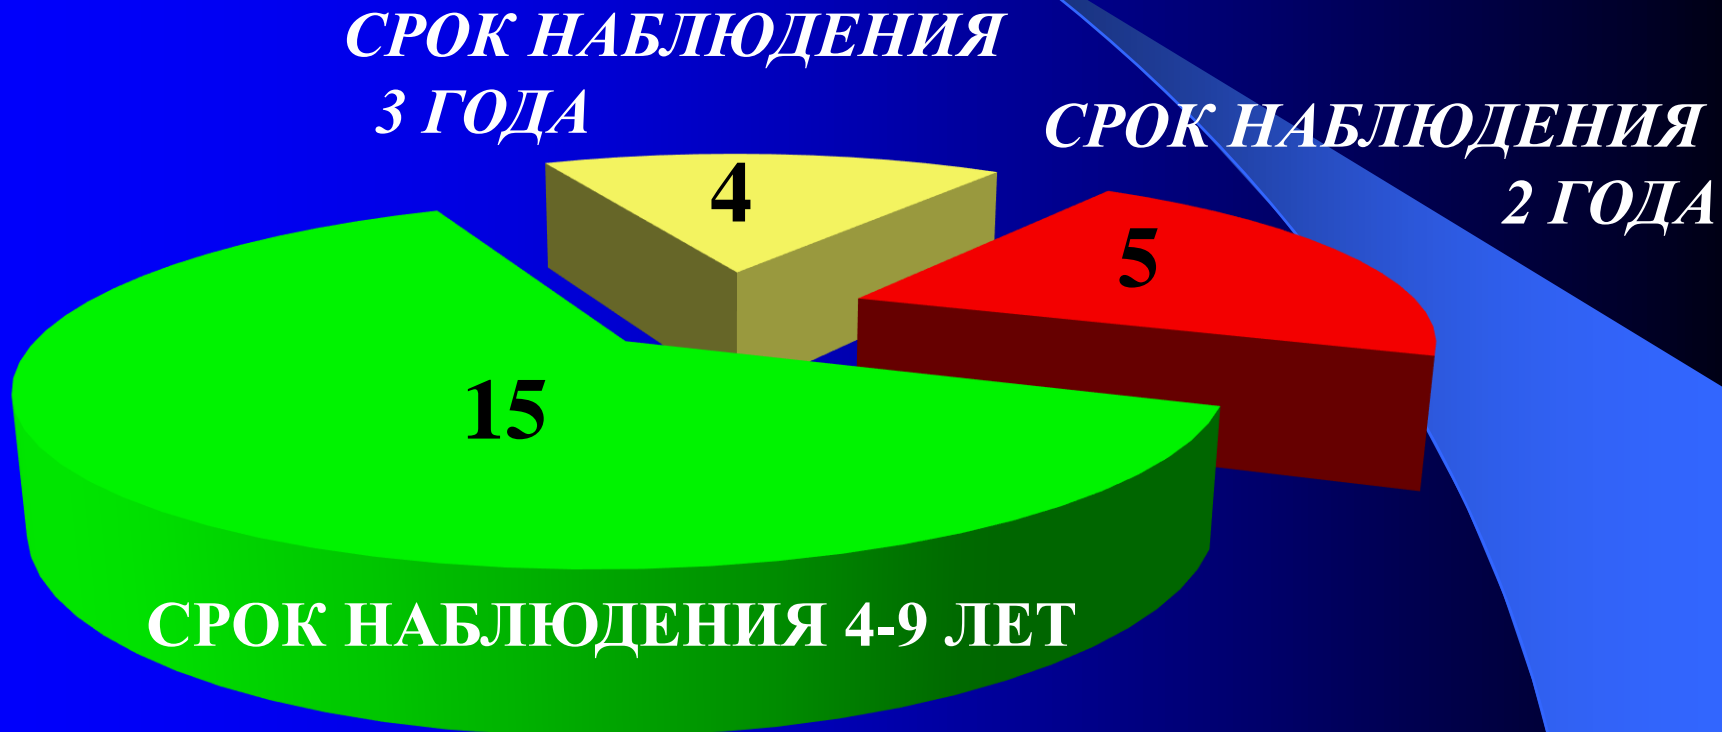 СРОК НАБЛЮДЕНИЯ
3 ГОДА
СРОК НАБЛЮДЕНИЯ
2 ГОДА
4
5
15
СРОК НАБЛЮДЕНИЯ 4-9 ЛЕТ